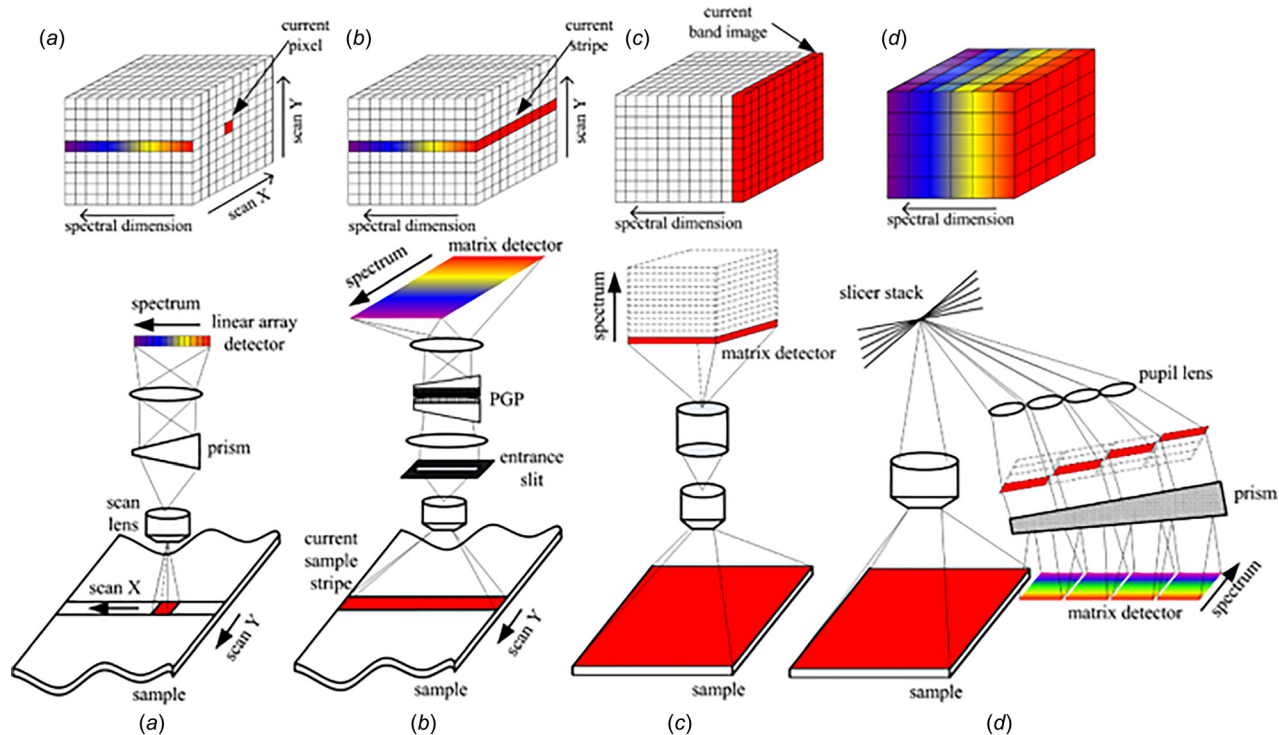 (a)
current
pixel
scan Y
scan X
spectral dimension
(b)
current
stripe
scan Y
spectral dimension
(c)
current
band image
spectral dimension
(d)
spectral dimension
spectrum
linear array
detector
prism
scan
lens
scan X
scan Y
sample
(a)
matrix detector
spectrum
PGP
entrance
slit
current
sample
stripe
scan Y
sample
(b)
spectrum
matrix detector
sample
(c)
slicer stack
pupil lens
prism
matrix detector
spectrum
sample
(d)